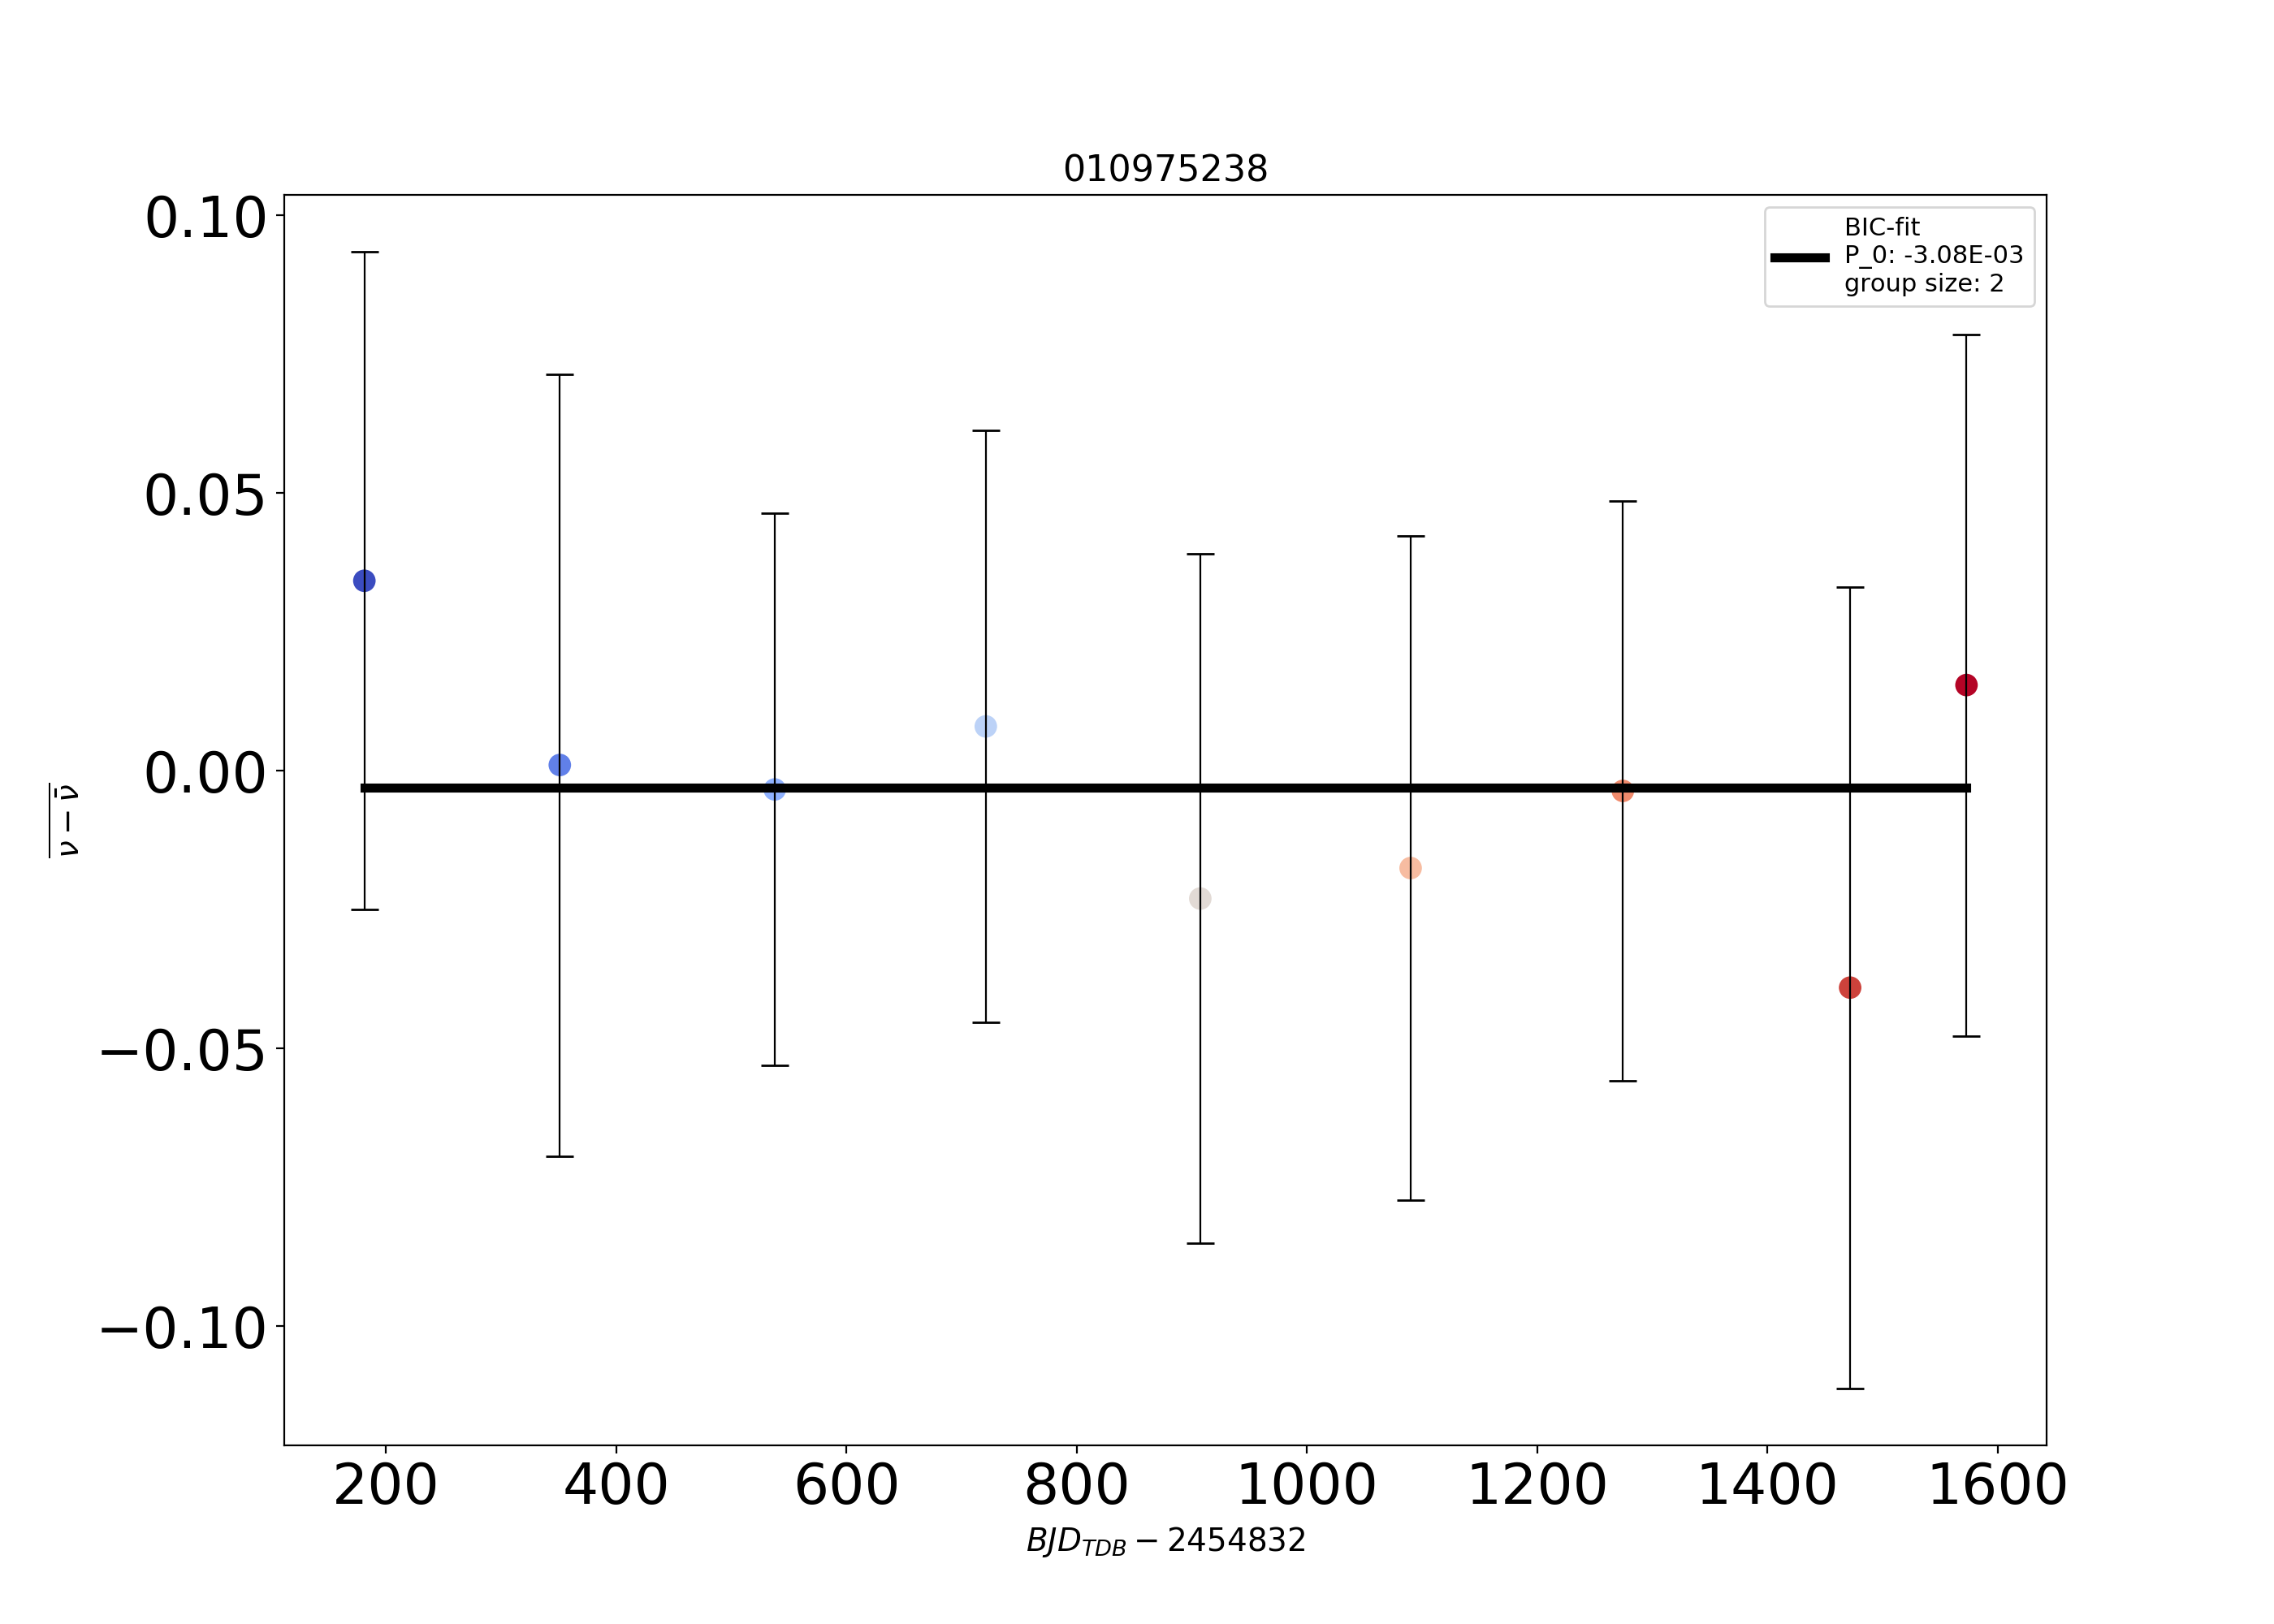 010975238
BIC-fit
P_0: -3.08E-03
group size: 2
0.10
0.05
0.00
−0.05
−0.10
ν − ν̄
200 400 600 800 1000 1200 1400 1600
BJD_TDB − 2454832